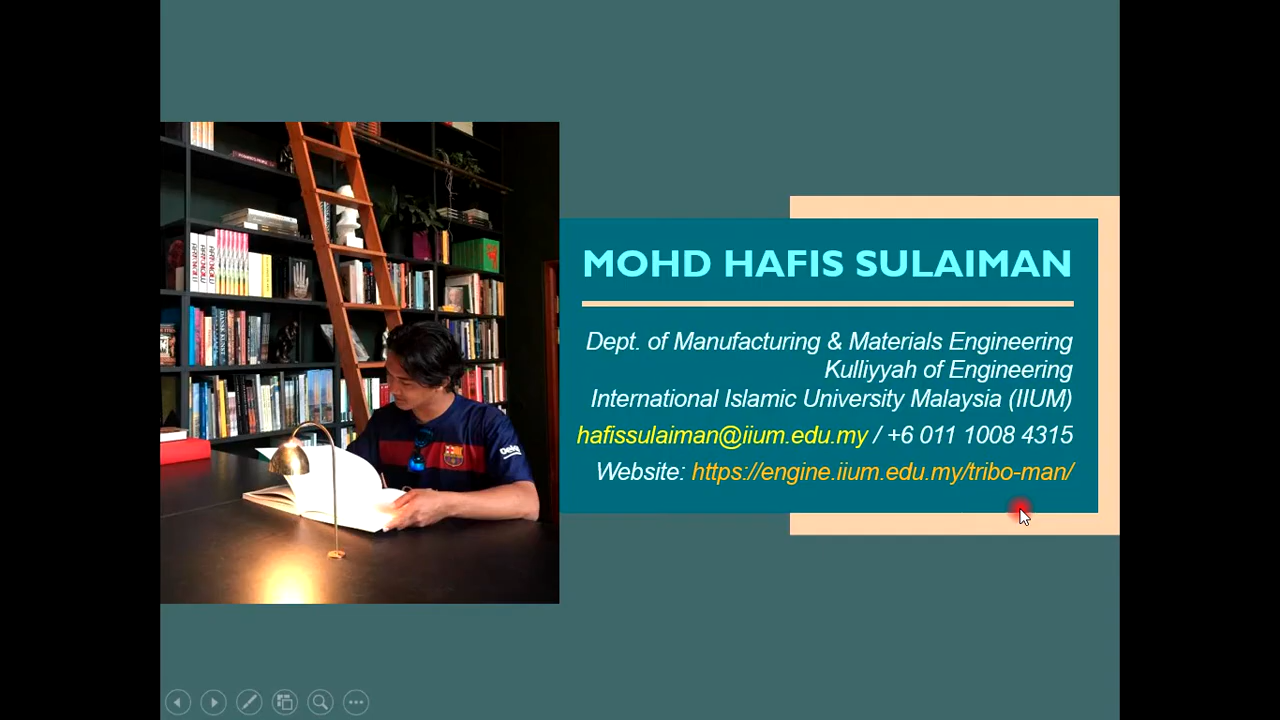 MOHD HAFIS SULAIMAN
Dept. of Manufacturing & Materials Engineering
Kulliyyah of Engineering
International Islamic University Malaysia (IIUM)
hafissulaiman@iium.edu.my / +6 011 1008 4315
Website: https://engine.iium.edu.my/tribo-man/